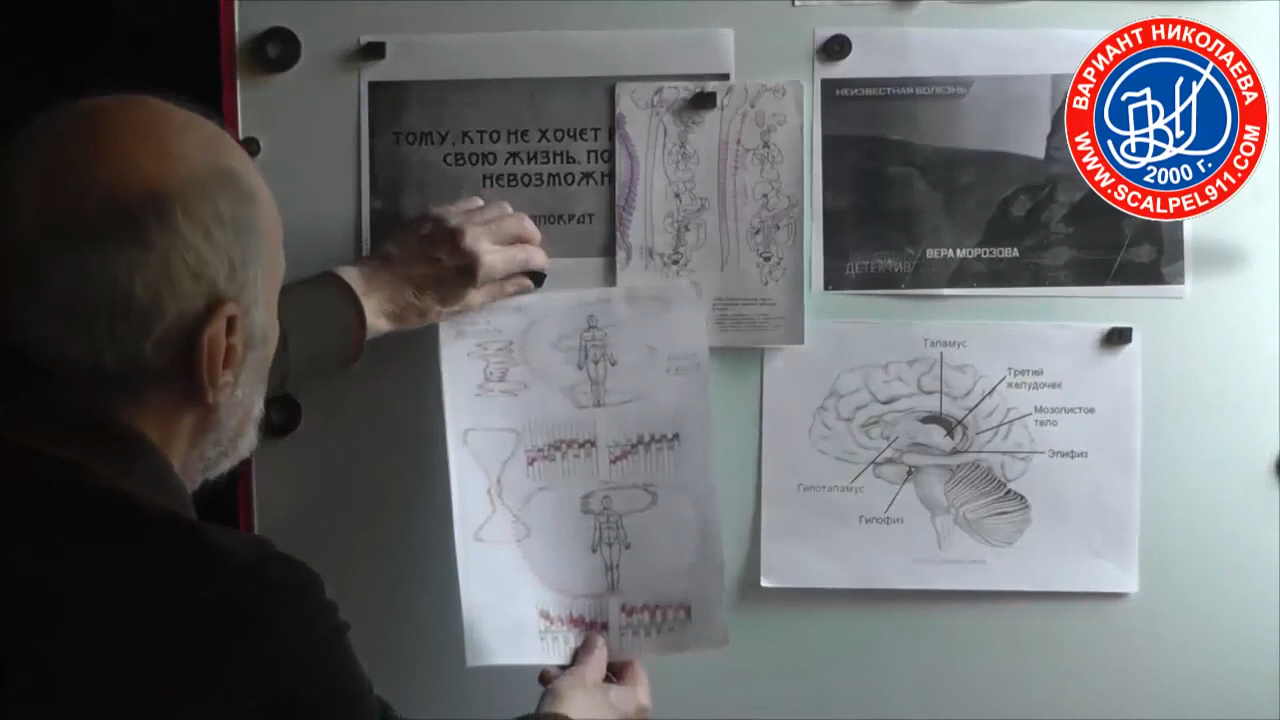 ТОМУ, КТО НЕ ХОЧЕТ
СВОЮ ЖИЗНЬ, ПО
НЕВОЗМОЖН
ПОКРАТ
НЕИЗВЕСТНАЯ БОЛЕЗНЬ
ДЕТЕКТИВ
ВЕРА МОРОЗОВА
ВАРИАНТ НИКОЛАЕВА
2000 г.
WWW.SCALPEL911.COM
Таламус
Третий
желудочек
Мозолистое
тело
Эпифиз
Гипоталамус
Гипофиз